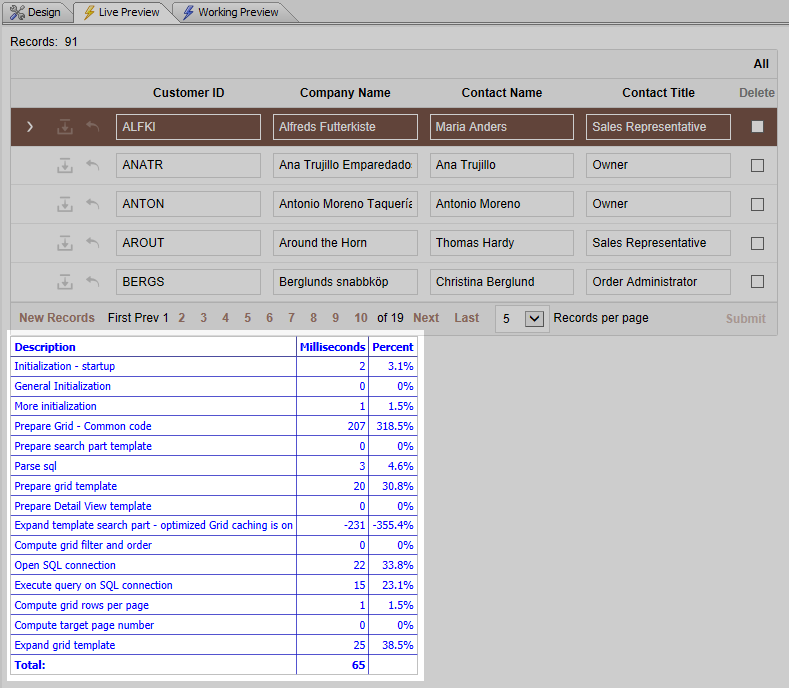 Design Live Preview Working Preview
Records: 91
All
Customer ID Company Name Contact Name Contact Title Delete
ALFKI Alfreds Futterkiste Maria Anders Sales Representative
ANATR Ana Trujillo Emparedado Ana Trujillo Owner
ANTON Antonio Moreno Taquería Antonio Moreno Owner
AROUT Around the Horn Thomas Hardy Sales Representative
BERGS Berglunds snabbköp Christina Berglund Order Administrator
New Records First Prev 1 2 3 4 5 6 7 8 9 10 of 19 Next Last 5 Records per page Submit
Description Milliseconds Percent
Initialization - startup 2 3.1%
General Initialization 0 0%
More initialization 1 1.5%
Prepare Grid - Common code 207 318.5%
Prepare search part template 0 0%
Parse sql 3 4.6%
Prepare grid template 20 30.8%
Prepare Detail View template 0 0%
Expand template search part - optimized Grid caching is on -231 -355.4%
Compute grid filter and order 0 0%
Open SQL connection 22 33.8%
Execute query on SQL connection 15 23.1%
Compute grid rows per page 1 1.5%
Compute target page number 0 0%
Expand grid template 25 38.5%
Total: 65